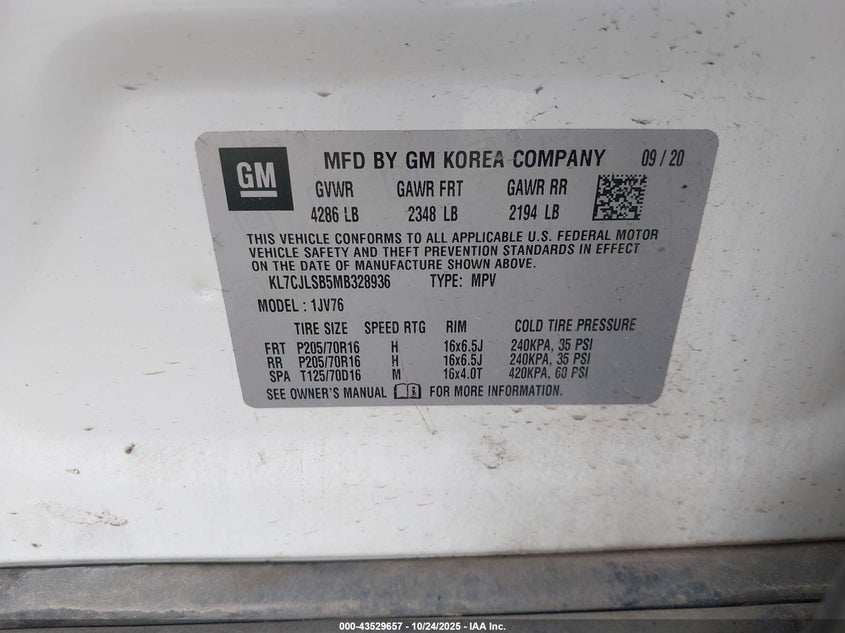 GM
MFD BY GM KOREA COMPANY 09/20
GVWR GAWR FRT GAWR RR
4286 LB 2348 LB 2194 LB
THIS VEHICLE CONFORMS TO ALL APPLICABLE U.S. FEDERAL MOTOR
VEHICLE SAFETY AND THEFT PREVENTION STANDARDS IN EFFECT
ON THE DATE OF MANUFACTURE SHOWN ABOVE.
KL7CJLSB5MB328936 TYPE: MPV
MODEL : 1JV76
TIRE SIZE SPEED RTG RIM COLD TIRE PRESSURE
FRT P205/70R16 H 16x6.5J 240KPA, 35 PSI
RR P205/70R16 H 16x6.5J 240KPA, 35 PSI
SPA T125/70D16 M 16x4.0T 420KPA, 60 PSI
SEE OWNER'S MANUAL FOR MORE INFORMATION.
000-43529657 - 10/24/2025 - IAA Inc.